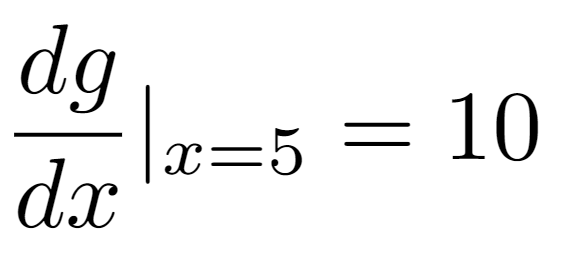 dg/dx |x=5 = 10